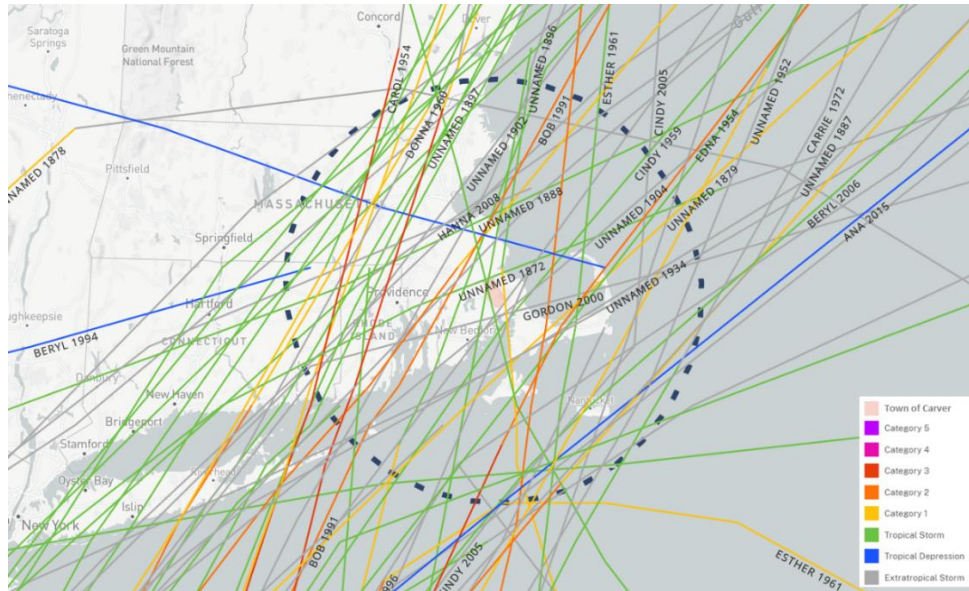 Saratoga
Springs
Concord
Dover
Gulf
Green Mountain
National Forest
CAROL 1954
DONNA 1960
UNNAMED 1897
UNNAMED 1896
BOB 1991
ESTHER 1961
CINDY 2005
UNNAMED 1952
CARRIE 1972
UNNAMED 1887
UNNAMED 1902
CINDY 1959
EDNA 1954
UNNAMED 1878
Pittsfield
HANNA 2008
UNNAMED 1888
UNNAMED 1904
UNNAMED 1879
BERYL 2006
ANA 2015
Springfield
UNNAMED 1872
GORDON 2000
UNNAMED 1934
Providence
Hartford
New Bedford
BERYL 1994
CONNECTICUT
RHODE
ISLAND
Danbury
New Haven
Bridgeport
Nantucket
Stamford
Oyster Bay
Islip
New York
BOB 1991
CINDY 2005
ESTHER 1961
Town of Carver
Category 5
Category 4
Category 3
Category 2
Category 1
Tropical Storm
Tropical Depression
Extratropical Storm